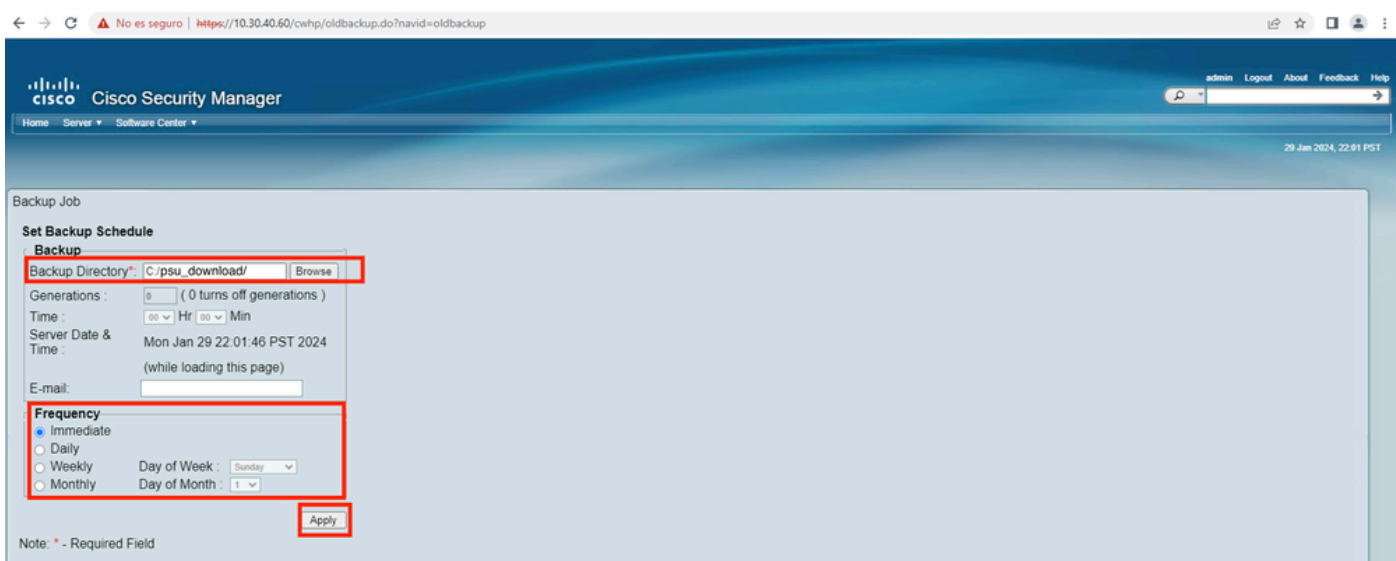 No es seguro | https://10.30.40.60/cwhp/oldbackup.do?navid=oldbackup
admin Logout About Feedback Help
CISCO Cisco Security Manager
Home Server Software Center
29 Jan 2024, 22:01 PST
Backup Job
Set Backup Schedule
Backup
Backup Directory*: C:/psu_download/ Browse
Generations : 0 ( 0 turns off generations )
Time : 00 Hr 00 Min
Server Date &
Time : Mon Jan 29 22:01:46 PST 2024
(while loading this page)
E-mail:
Frequency
Immediate
Daily
Weekly Day of Week : Sunday
Monthly Day of Month : 1
Apply
Note: * - Required Field